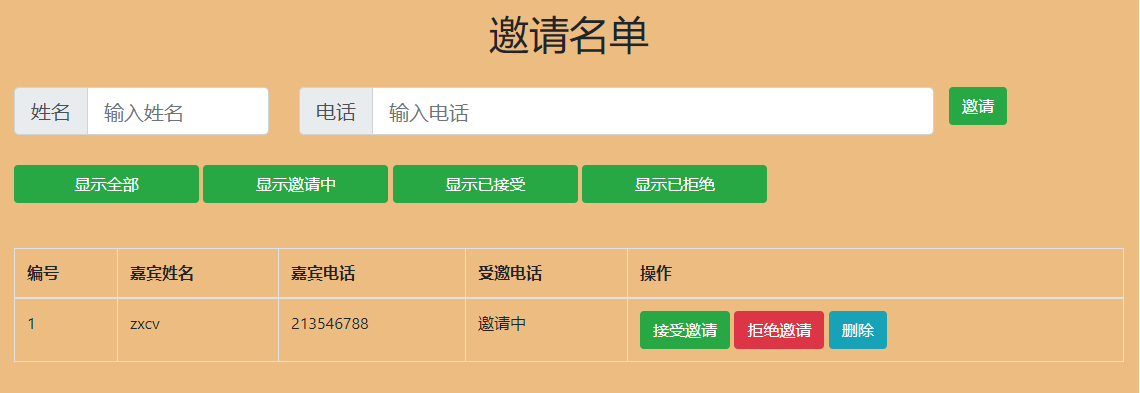 邀请名单
姓名 输入姓名 电话 输入电话 邀请
显示全部 显示邀请中 显示已接受 显示已拒绝
编号 嘉宾姓名 嘉宾电话 受邀电话 操作
1 zxcv 213546788 邀请中 接受邀请 拒绝邀请 删除